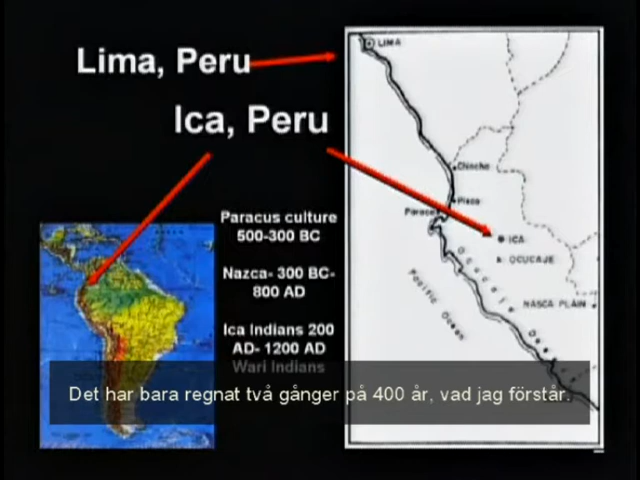 Lima, Peru
Ica, Peru
LIMA
Chincha
Pisco
Paracas
ICA
OCUCAJE
NASCA PLAIN
Pacific Ocean
Paracus culture
500-300 BC
Nazca- 300 BC-
800 AD
Ica Indians 200
AD- 1200 AD
Wari Indians
Det har bara regnat två gånger på 400 år, vad jag förstår.